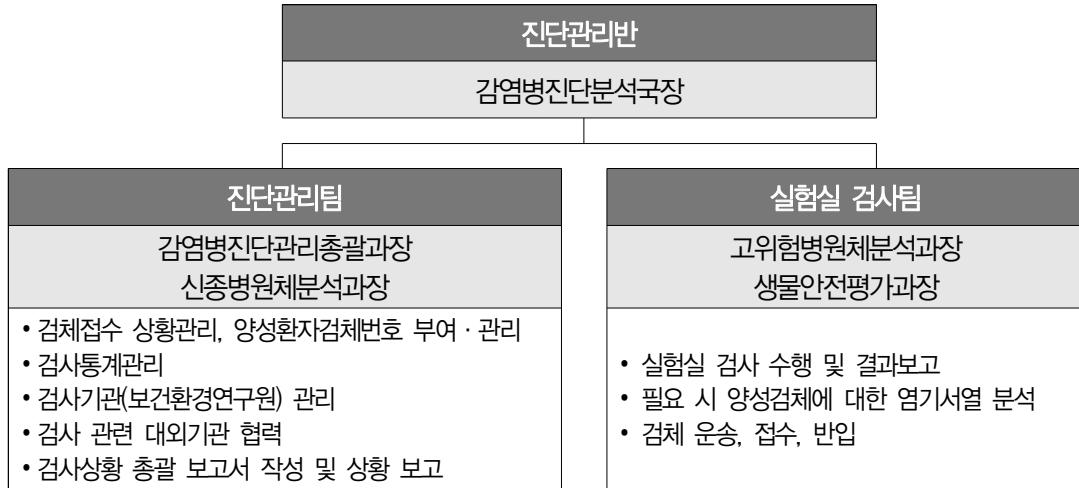 진단관리반
감염병진단분석국장
진단관리팀
감염병진단관리총괄과장
신종병원체분석과장
• 검체접수 상황관리, 양성환자검체번호 부여 · 관리
• 검사통계관리
• 검사기관(보건환경연구원) 관리
• 검사 관련 대외기관 협력
• 검사상황 총괄 보고서 작성 및 상황 보고
실험실 검사팀
고위험병원체분석과장
생물안전평가과장
• 실험실 검사 수행 및 결과보고
• 필요 시 양성검체에 대한 염기서열 분석
• 검체 운송, 접수, 반입